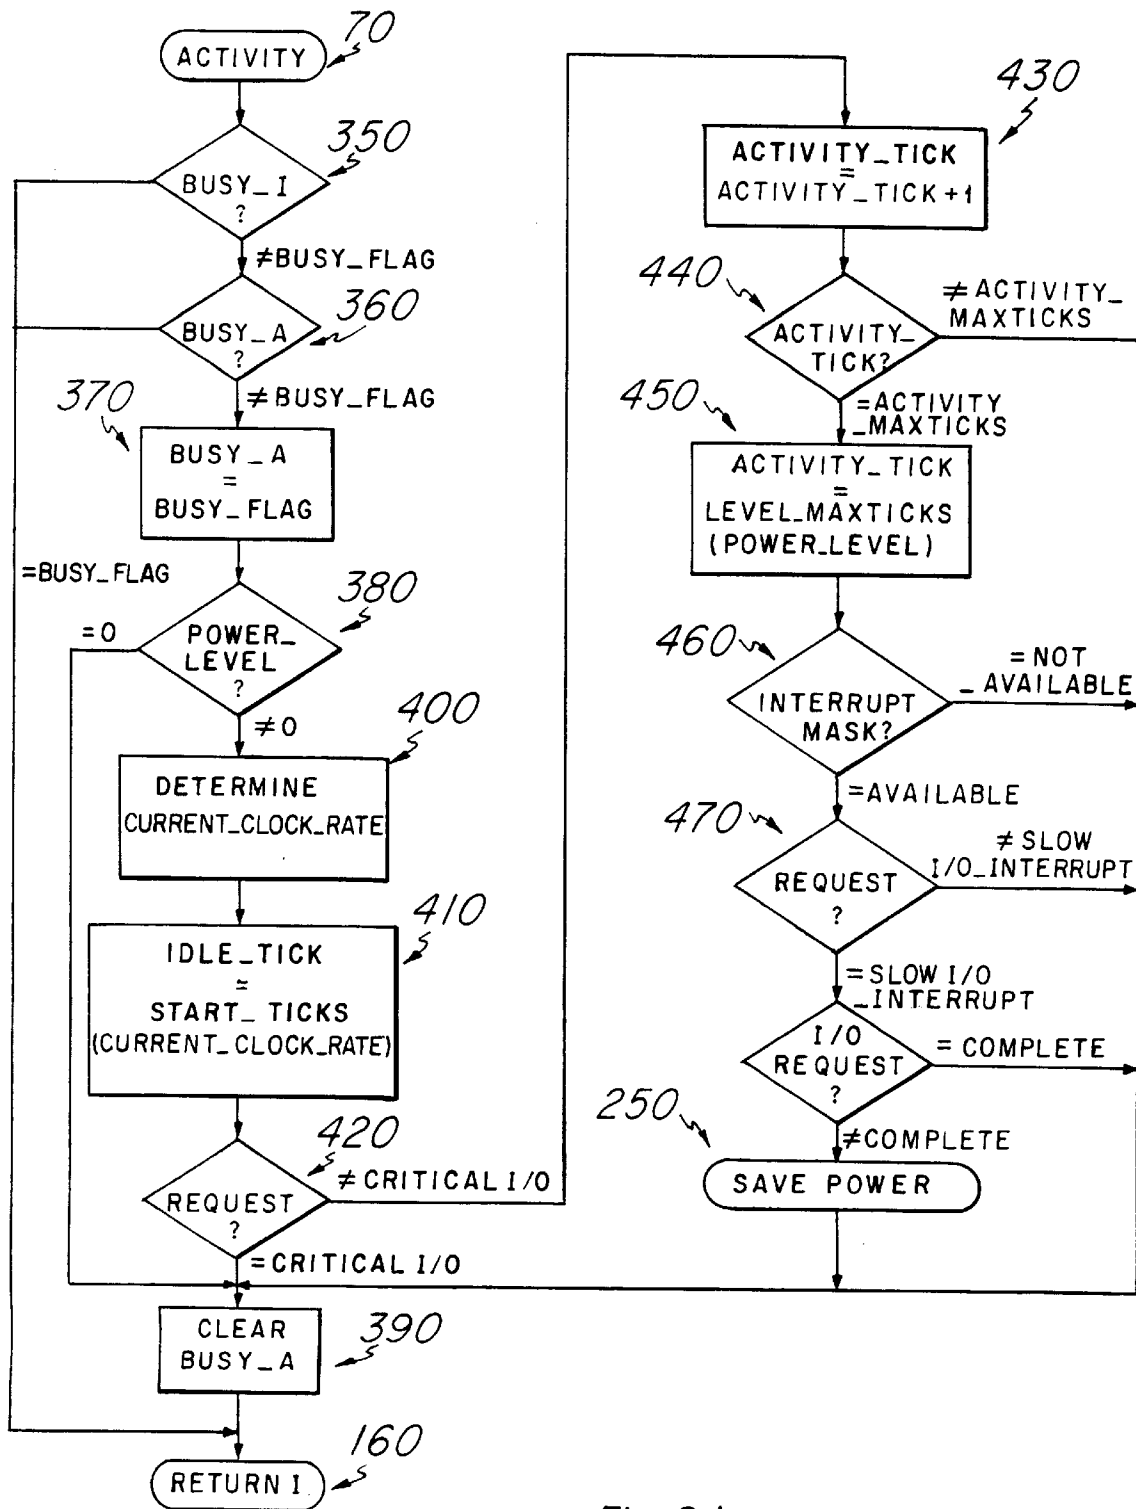 ACTIVITY
70
350
BUSY_I
?
≠BUSY_FLAG
360
BUSY_A
?
≠BUSY_FLAG
370
BUSY_A
=
BUSY_FLAG
=BUSY_FLAG
380
=0
POWER_
LEVEL
?
≠0
400
DETERMINE
CURRENT_CLOCK_RATE
410
IDLE_TICK
=
START_TICKS
(CURRENT_CLOCK_RATE)
420
≠CRITICAL I/O
REQUEST
?
=CRITICAL I/O
CLEAR
BUSY_A
390
160
RETURN I
430
ACTIVITY_TICK
=
ACTIVITY_TICK+1
440
≠ACTIVITY_
MAXTICKS
ACTIVITY_
TICK?
450
=ACTIVITY
_MAXTICKS
ACTIVITY_TICK
=
LEVEL_MAXTICKS
(POWER_LEVEL)
460
=NOT
_AVAILABLE
INTERRUPT
MASK?
=AVAILABLE
470
≠SLOW
I/O_INTERRUPT
REQUEST
?
=SLOW I/O
_INTERRUPT
I/O
REQUEST
?
=COMPLETE
250
≠COMPLETE
SAVE POWER